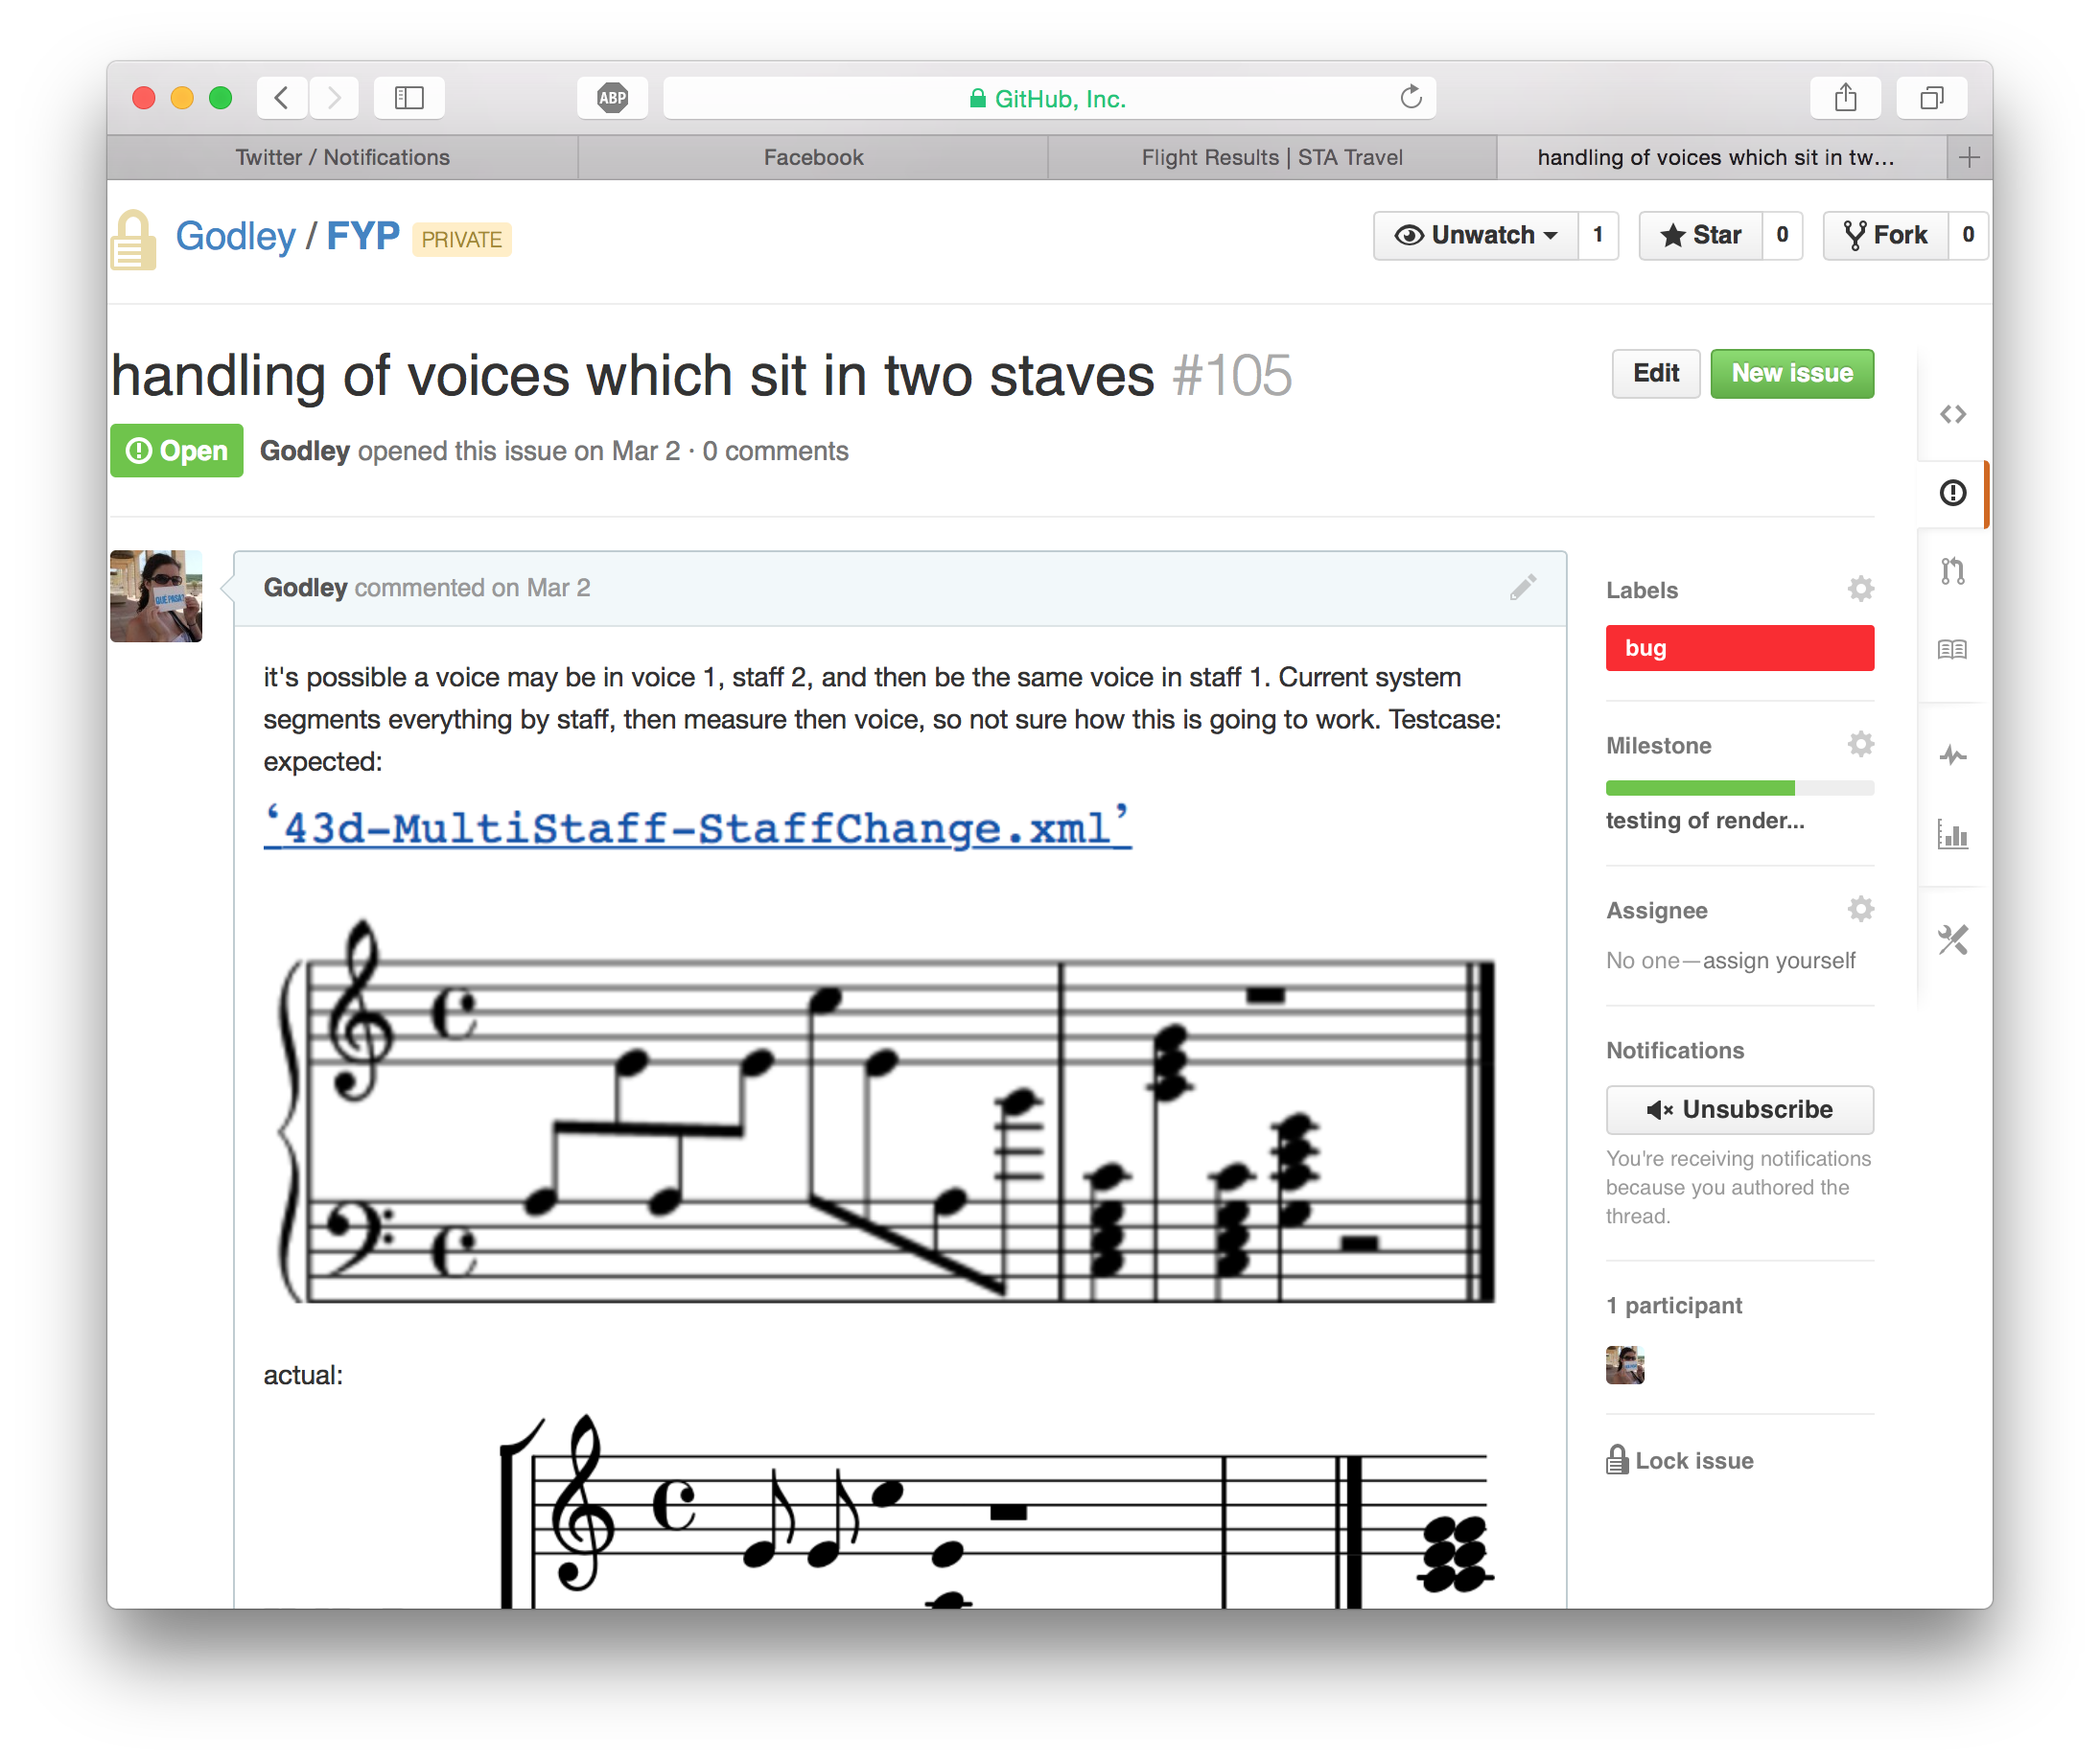 ABP
GitHub, Inc.
Twitter / Notifications
Facebook
Flight Results | STA Travel
handling of voices which sit in tw...
Godley / FYP PRIVATE
Unwatch 1
Star 0
Fork 0
handling of voices which sit in two staves #105
Edit
New issue
Open
Godley opened this issue on Mar 2 · 0 comments
QUÉ PASA?
Godley commented on Mar 2
it's possible a voice may be in voice 1, staff 2, and then be the same voice in staff 1. Current system
segments everything by staff, then measure then voice, so not sure how this is going to work. Testcase:
expected:
‘43d-MultiStaff-StaffChange.xml’
actual:
Labels
bug
Milestone
testing of render...
Assignee
No one—assign yourself
Notifications
Unsubscribe
You're receiving notifications
because you authored the
thread.
1 participant
Lock issue